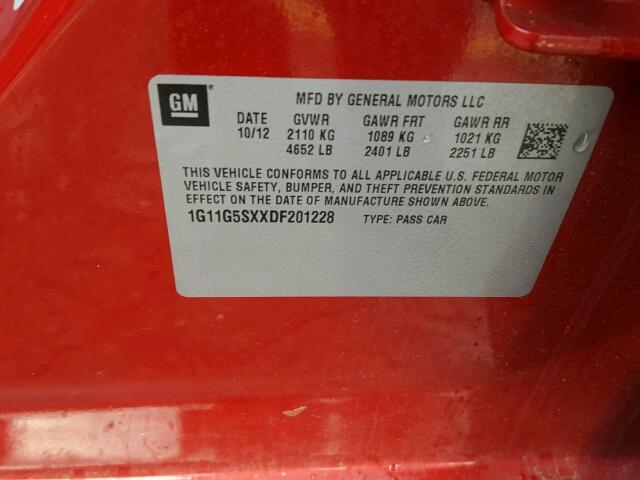 GM ® MFD BY GENERAL MOTORS LLC
DATE GVWR GAWR FRT GAWR RR
10/12 2110 KG 1089 KG 1021 KG
4652 LB 2401 LB 2251 LB
THIS VEHICLE CONFORMS TO ALL APPLICABLE U.S. FEDERAL MOTOR
VEHICLE SAFETY, BUMPER, AND THEFT PREVENTION STANDARDS IN
EFFECT ON THE DATE OF MANUFACTURE SHOWN ABOVE.
1G11G5SXXDF201228 TYPE: PASS CAR